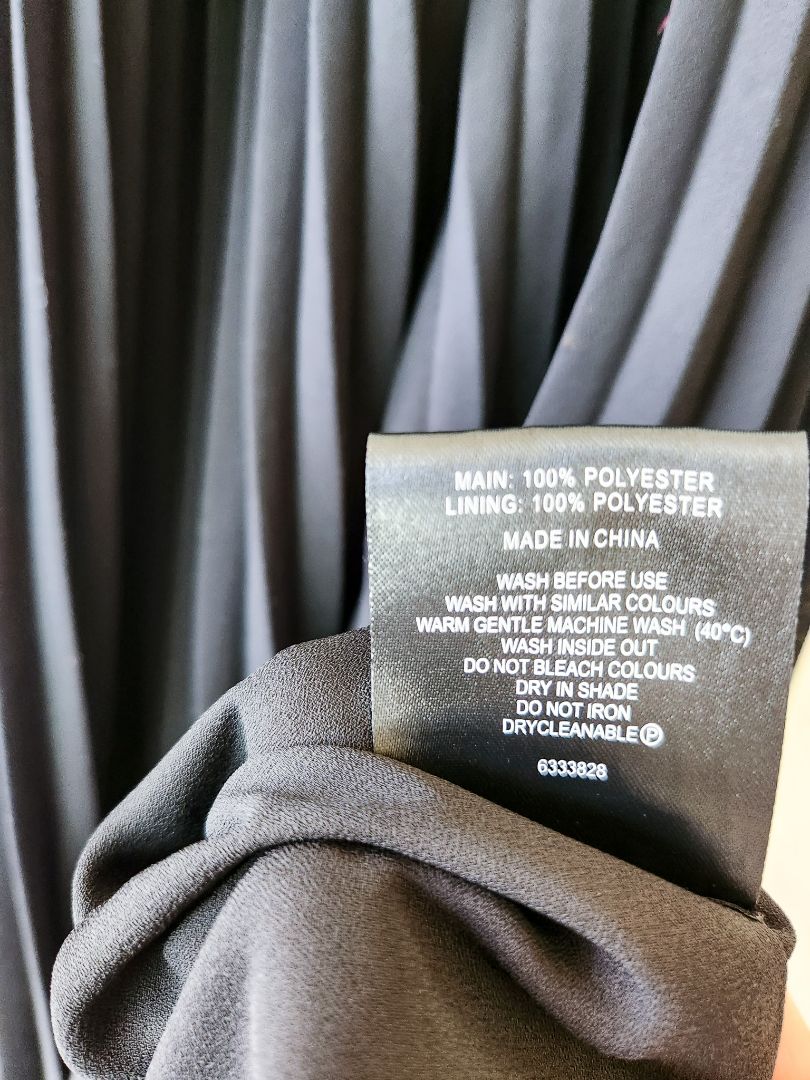 MAIN: 100% POLYESTER
LINING: 100% POLYESTER
MADE IN CHINA
WASH BEFORE USE
WASH WITH SIMILAR COLOURS
WARM GENTLE MACHINE WASH (40°C)
WASH INSIDE OUT
DO NOT BLEACH COLOURS
DRY IN SHADE
DO NOT IRON
DRYCLEANABLE Ⓟ
6333828